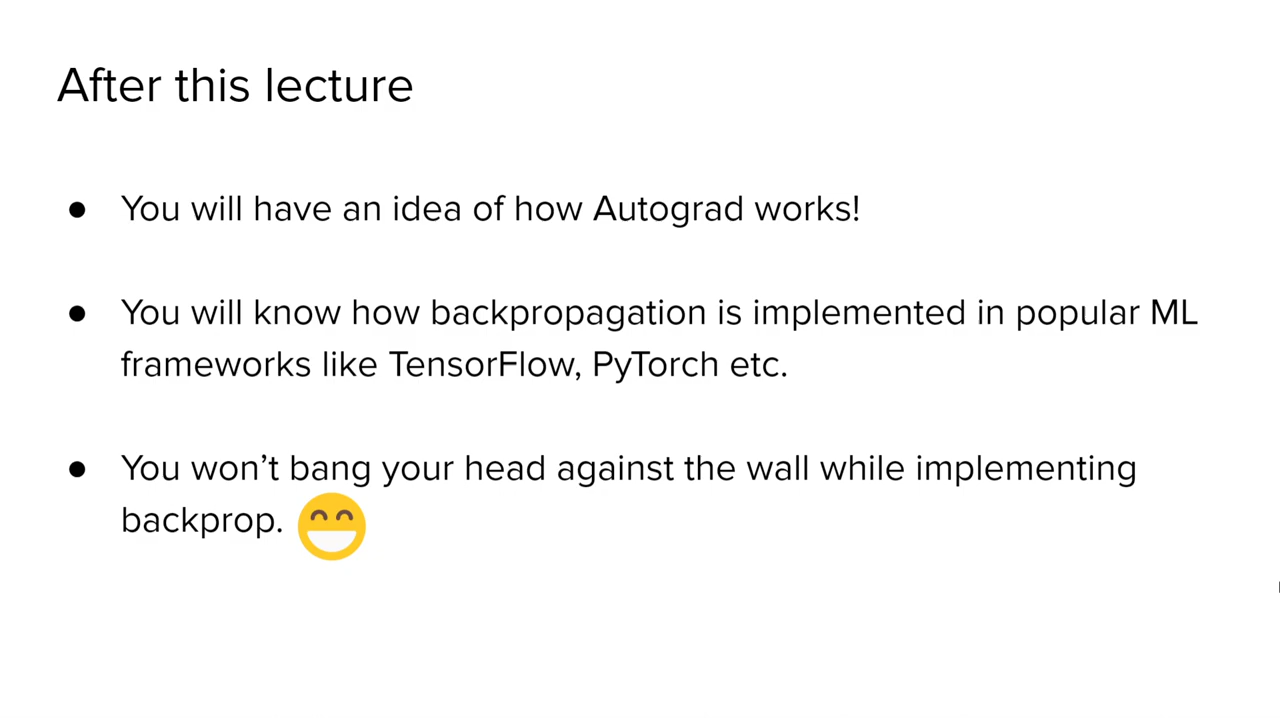 After this lecture
● You will have an idea of how Autograd works!
● You will know how backpropagation is implemented in popular ML
frameworks like TensorFlow, PyTorch etc.
● You won’t bang your head against the wall while implementing
backprop. 😁